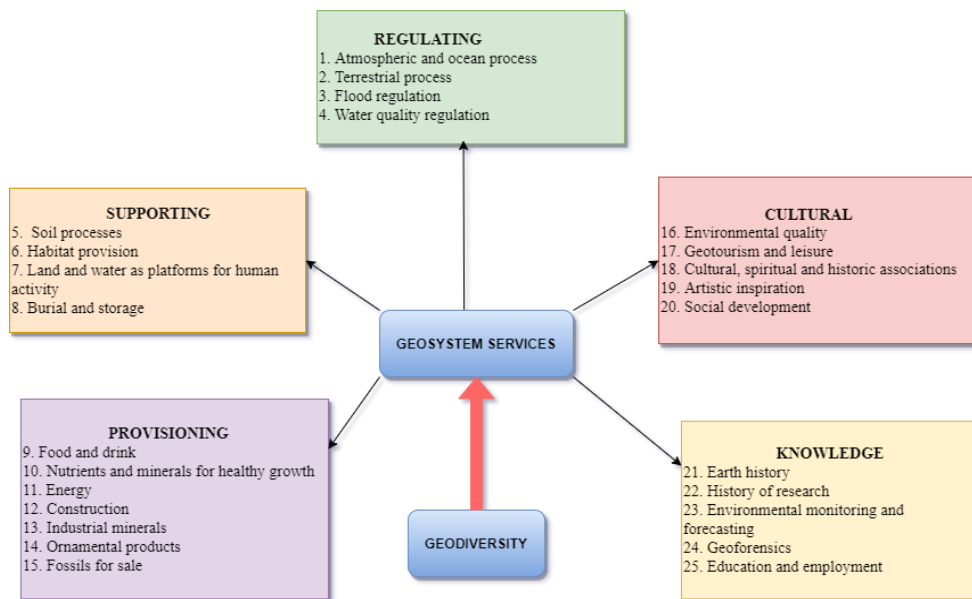 REGULATING
1. Atmospheric and ocean process
2. Terrestrial process
3. Flood regulation
4. Water quality regulation
SUPPORTING
5. Soil processes
6. Habitat provision
7. Land and water as platforms for human
activity
8. Burial and storage
CULTURAL
16. Environmental quality
17. Geotourism and leisure
18. Cultural, spiritual and historic associations
19. Artistic inspiration
20. Social development
GEOSYSTEM SERVICES
PROVISIONING
9. Food and drink
10. Nutrients and minerals for healthy growth
11. Energy
12. Construction
13. Industrial minerals
14. Ornamental products
15. Fossils for sale
GEODIVERSITY
KNOWLEDGE
21. Earth history
22. History of research
23. Environmental monitoring and
forecasting
24. Geoforensics
25. Education and employment